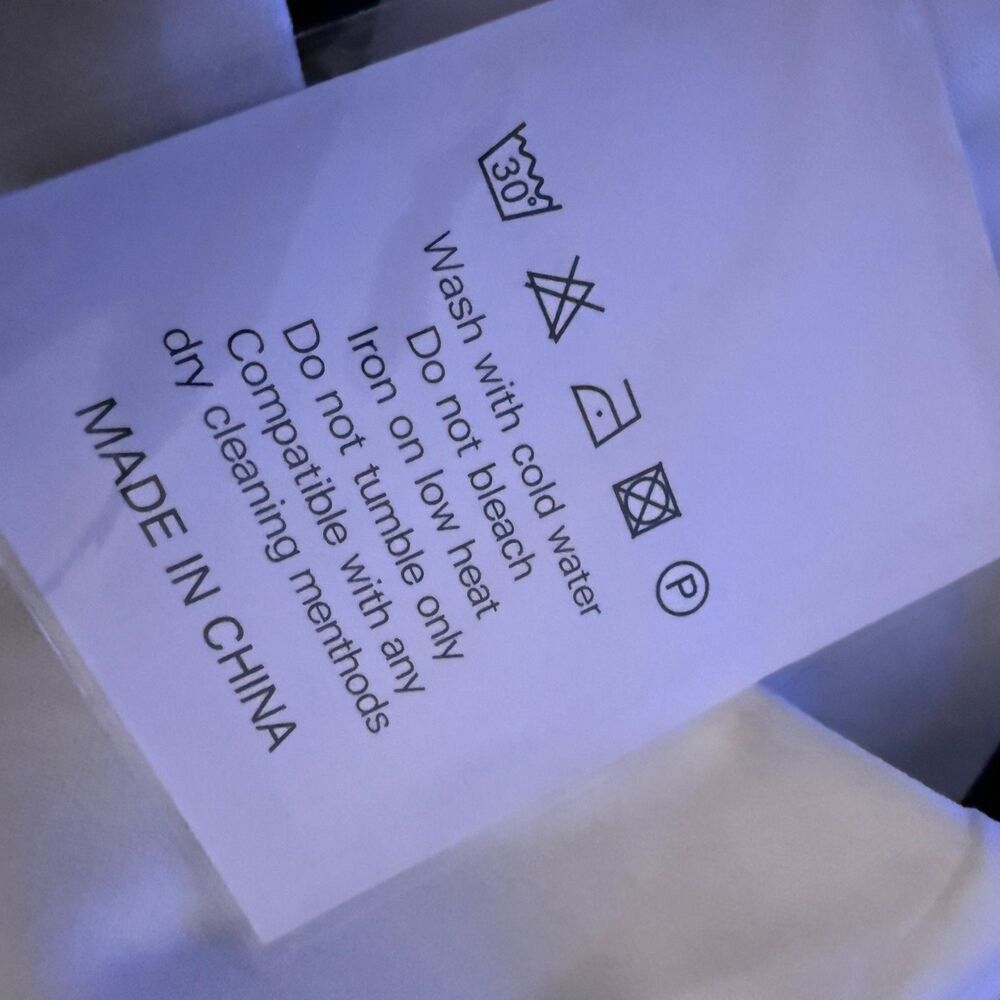 30°
P
Wash with cold water
Do not bleach
Iron on low heat
Do not tumble only
Compatible with any
dry cleaning menthods
MADE IN CHINA